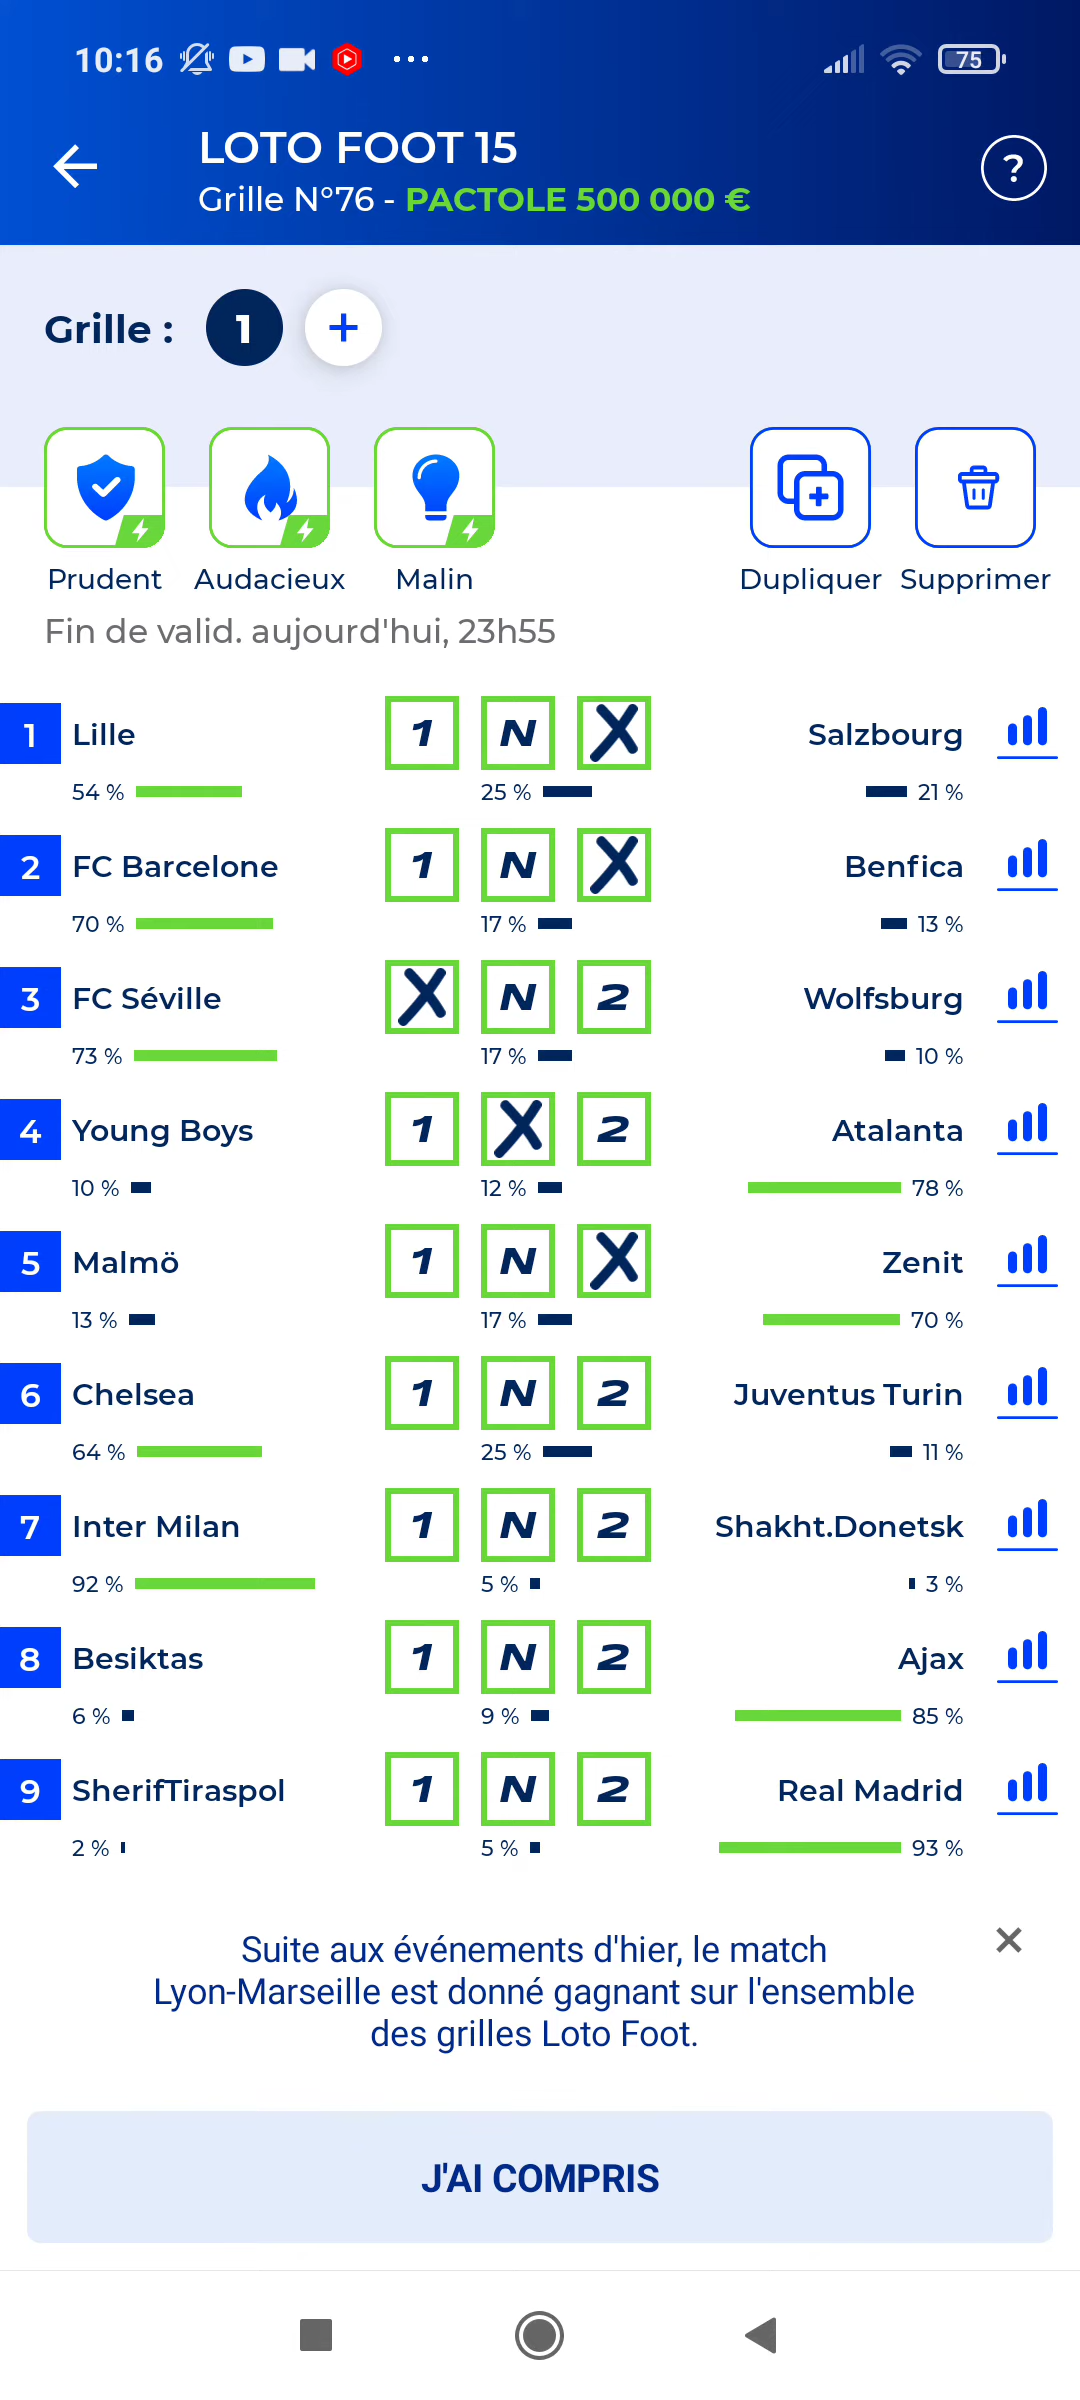 10:16
75
LOTO FOOT 15
Grille N°76 - PACTOLE 500 000 €
?
Grille : 1 +
Prudent Audacieux Malin Dupliquer Supprimer
Fin de valid. aujourd'hui, 23h55
1 Lille 1 N X Salzbourg
54 % 25 % 21 %
2 FC Barcelone 1 N X Benfica
70 % 17 % 13 %
3 FC Séville X N 2 Wolfsburg
73 % 17 % 10 %
4 Young Boys 1 X 2 Atalanta
10 % 12 % 78 %
5 Malmö 1 N X Zenit
13 % 17 % 70 %
6 Chelsea 1 N 2 Juventus Turin
64 % 25 % 11 %
7 Inter Milan 1 N 2 Shakht.Donetsk
92 % 5 % 3 %
8 Besiktas 1 N 2 Ajax
6 % 9 % 85 %
9 SherifTiraspol 1 N 2 Real Madrid
2 % 5 % 93 %
Suite aux événements d'hier, le match
Lyon-Marseille est donné gagnant sur l'ensemble
des grilles Loto Foot.
J'AI COMPRIS